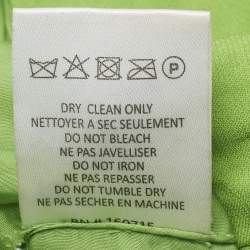 P
DRY CLEAN ONLY
NETTOYER A SEC SEULEMENT
DO NOT BLEACH
NE PAS JAVELLISER
DO NOT IRON
NE PAS REPASSER
DO NOT TUMBLE DRY
NE PAS SECHER EN MACHINE